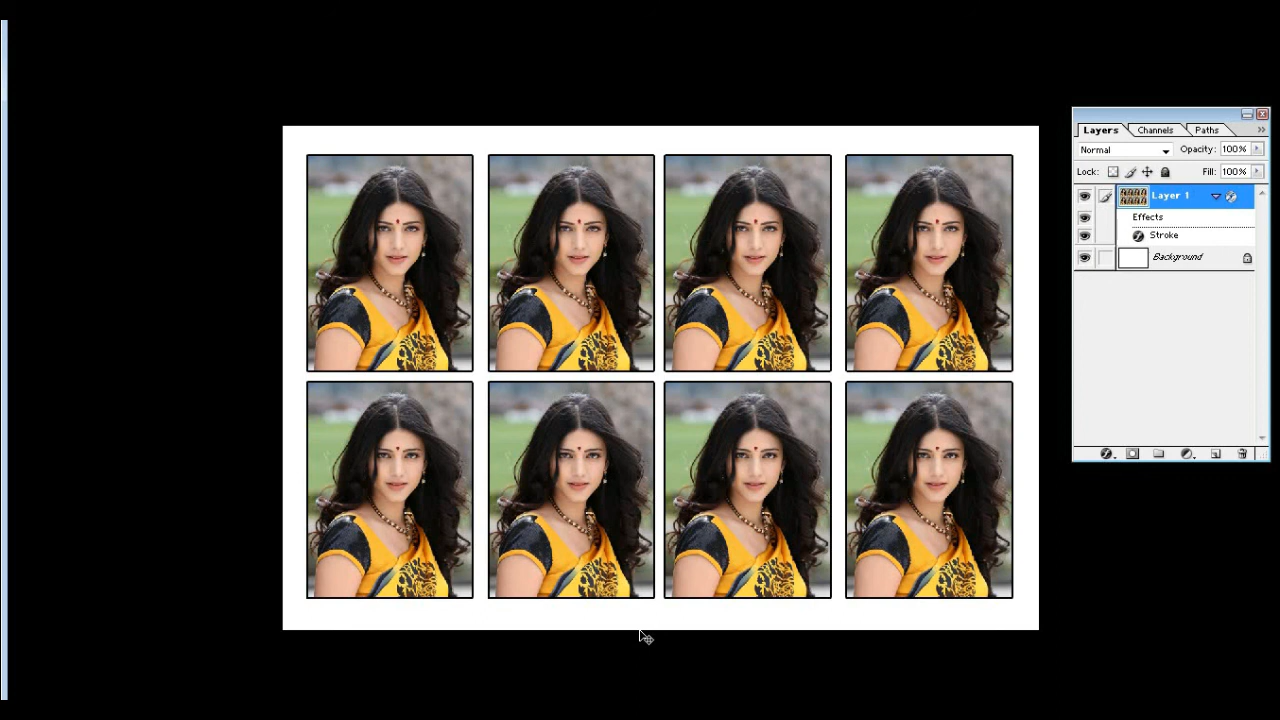 Layers Channels Paths
Normal Opacity: 100%
Lock: Fill: 100%
Layer 1
Effects
Stroke
Background